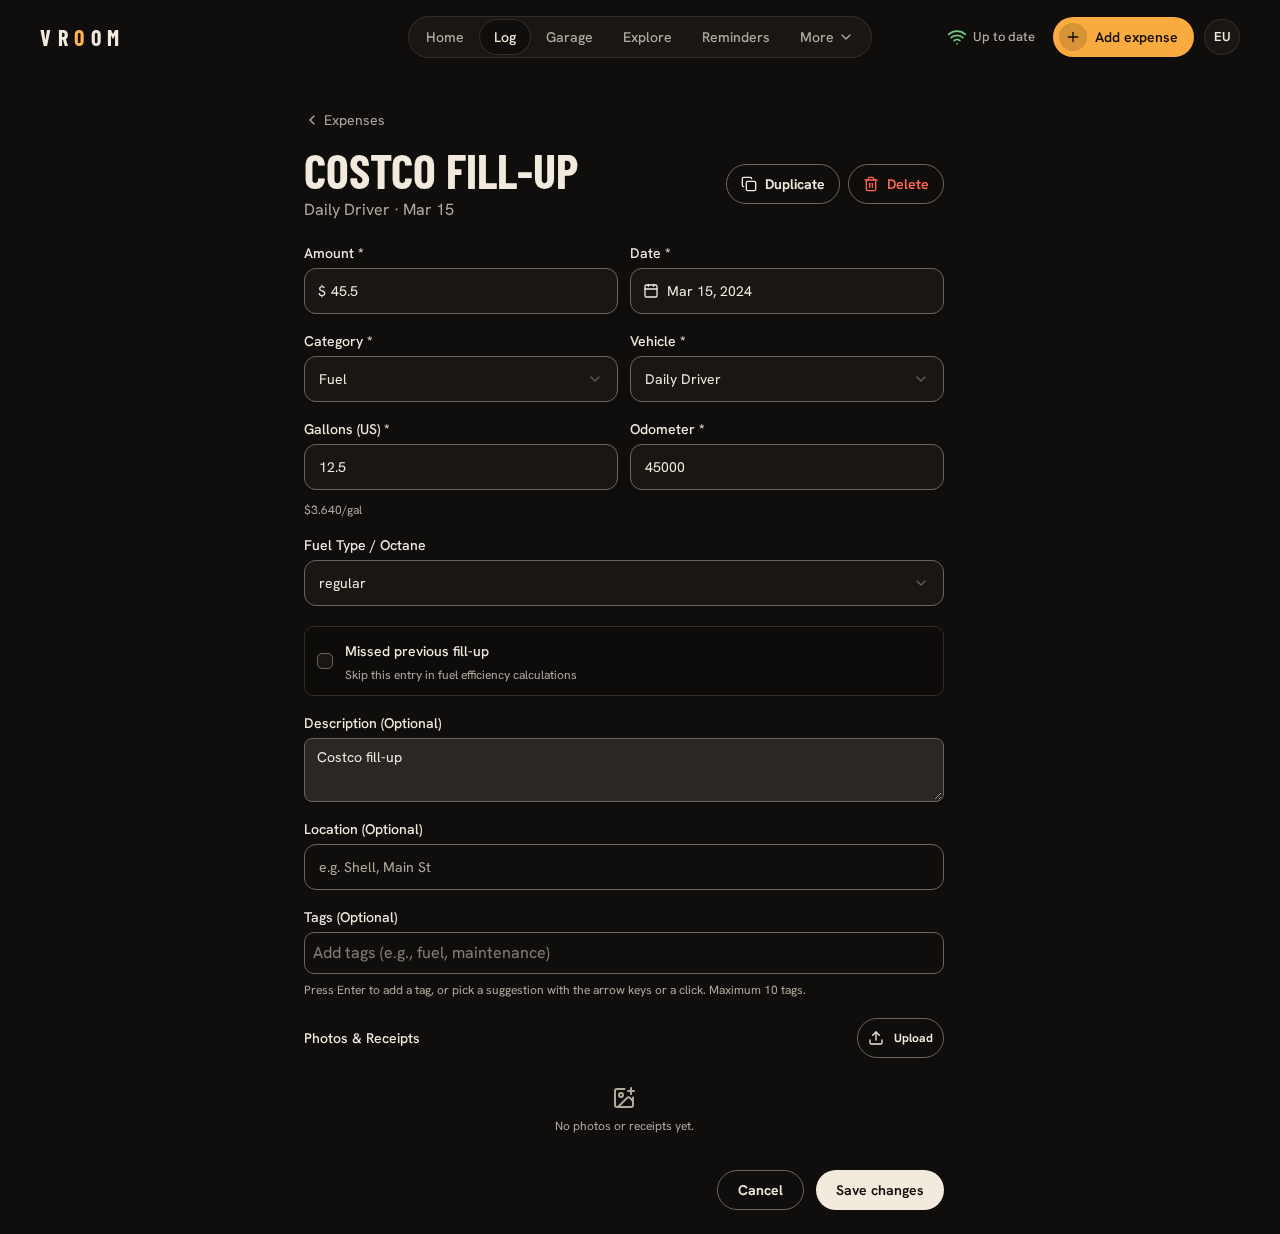 VROOM
Home Log Garage Explore Reminders More
Up to date
Add expense
EU
Expenses
COSTCO FILL-UP
Daily Driver · Mar 15
Duplicate
Delete
Amount * Date *
$ 45.5 Mar 15, 2024
Category * Vehicle *
Fuel Daily Driver
Gallons (US) * Odometer *
12.5 45000
$3.640/gal
Fuel Type / Octane
regular
Missed previous fill-up
Skip this entry in fuel efficiency calculations
Description (Optional)
Costco fill-up
Location (Optional)
e.g. Shell, Main St
Tags (Optional)
Add tags (e.g., fuel, maintenance)
Press Enter to add a tag, or pick a suggestion with the arrow keys or a click. Maximum 10 tags.
Photos & Receipts Upload
No photos or receipts yet.
Cancel Save changes